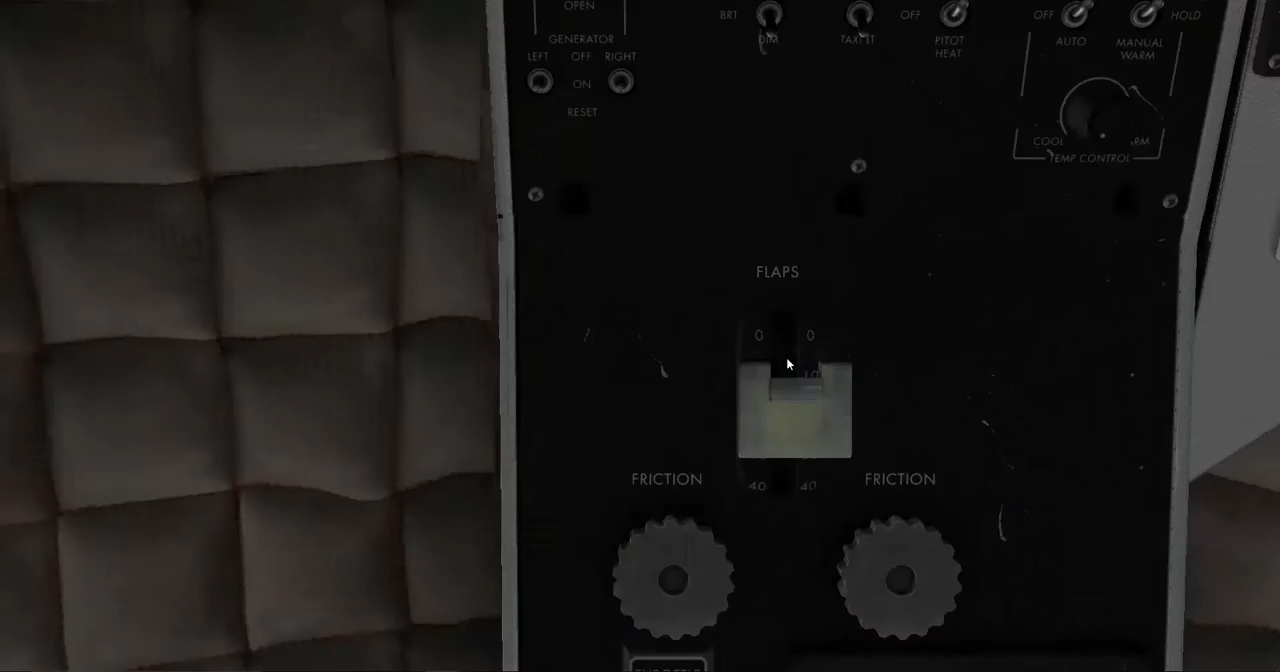 OPEN
GENERATOR
LEFT OFF RIGHT
ON
RESET
BRT
DIM
TAXI LT
OFF
PITOT
HEAT
OFF
HOLD
AUTO
MANUAL
WARM
COOL
TEMP CONTROL
FLAPS
0 0
10
40 40
FRICTION FRICTION